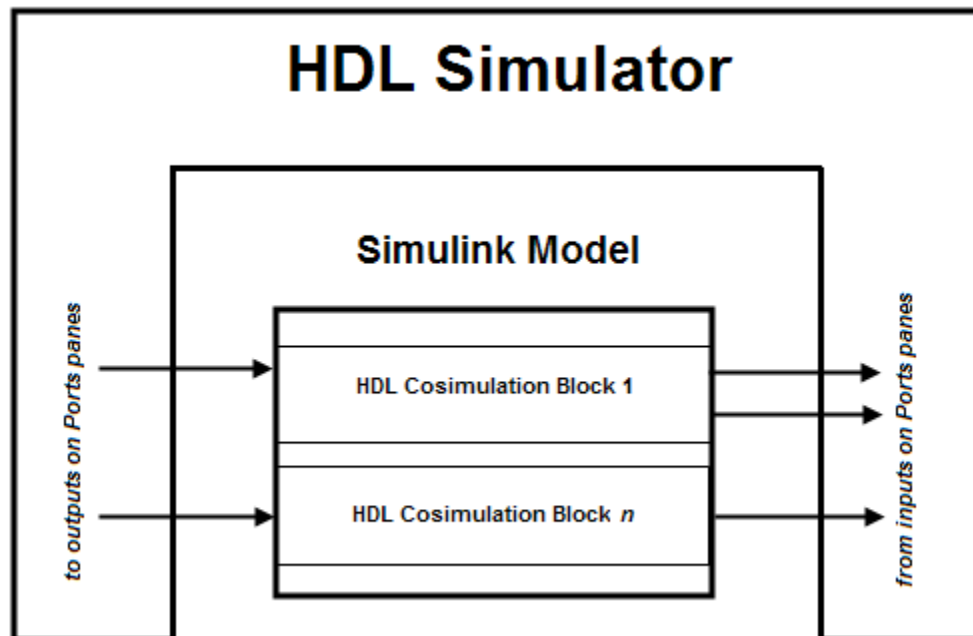 HDL Simulator
Simulink Model
to outputs on Ports panes
HDL Cosimulation Block 1
HDL Cosimulation Block n
from inputs on Ports panes